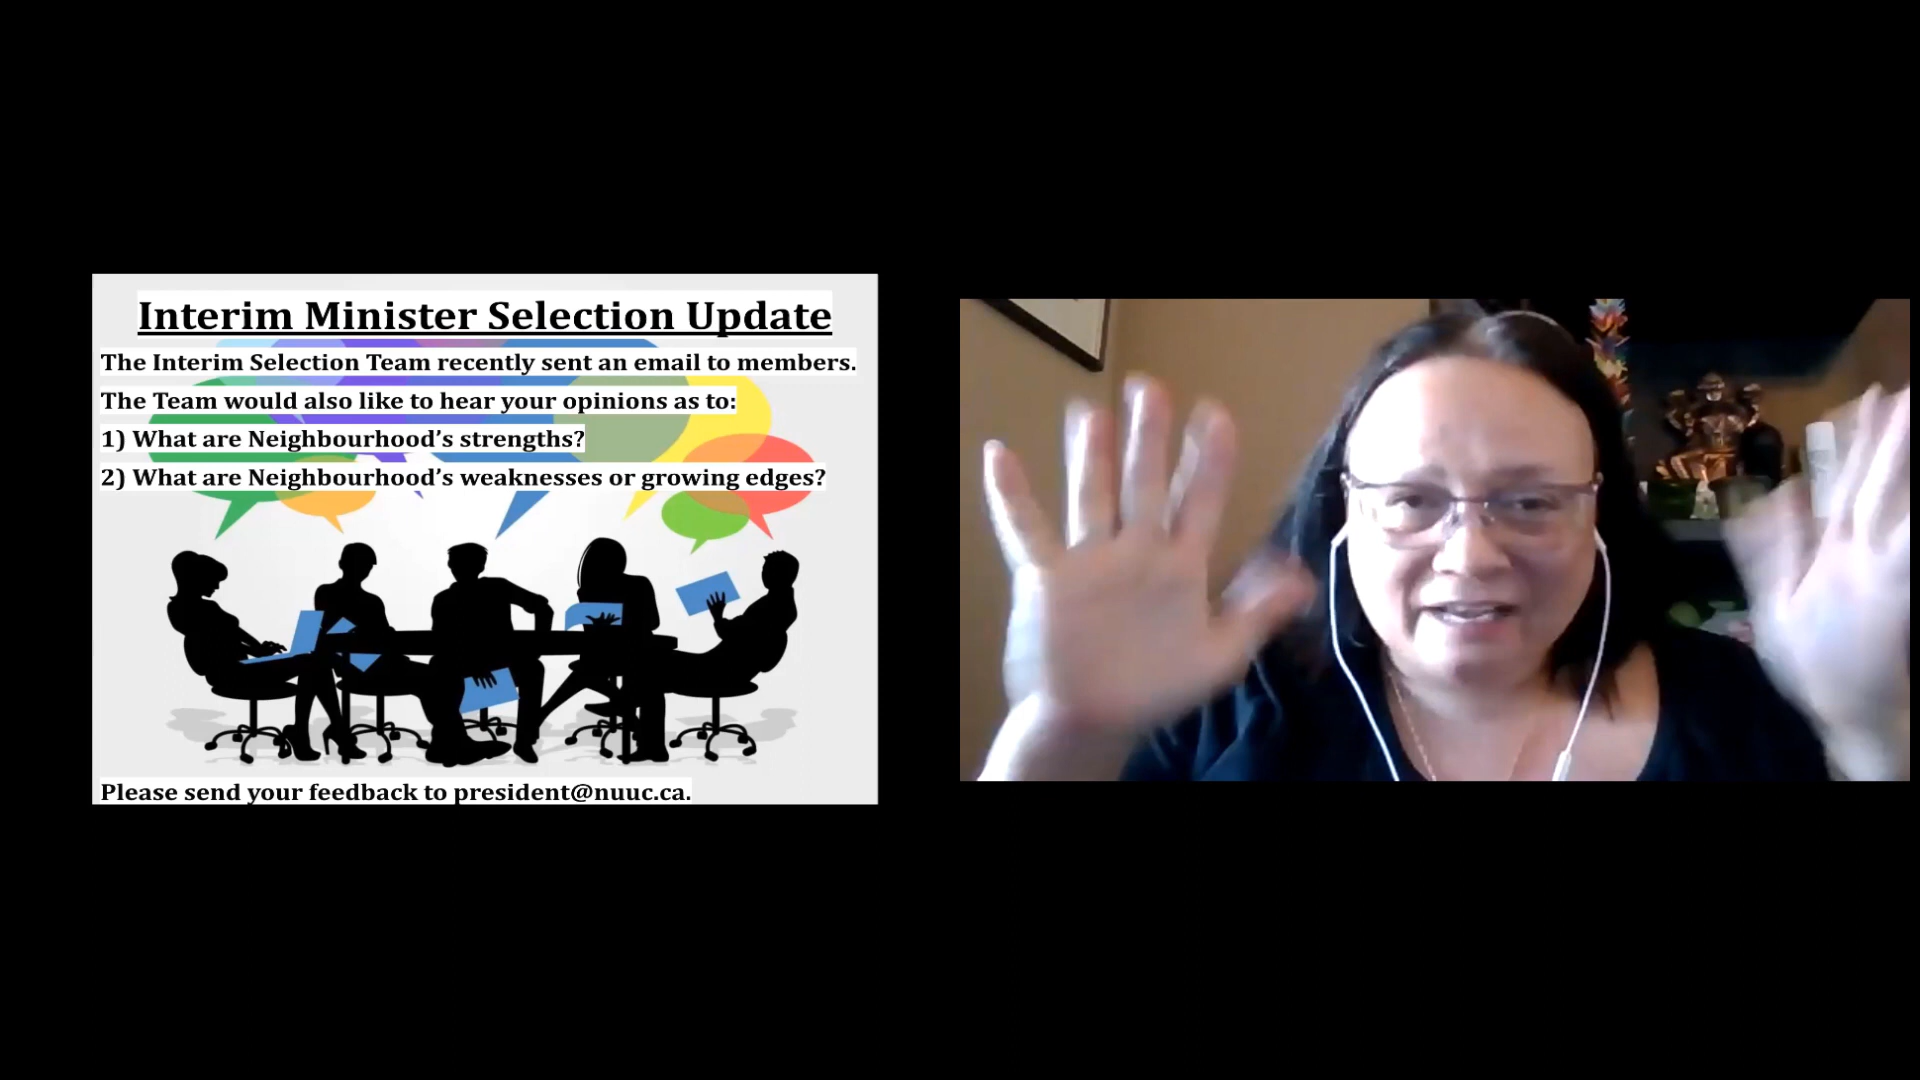 Interim Minister Selection Update
The Interim Selection Team recently sent an email to members.
The Team would also like to hear your opinions as to:
1) What are Neighbourhood’s strengths?
2) What are Neighbourhood’s weaknesses or growing edges?
Please send your feedback to president@nuuc.ca.